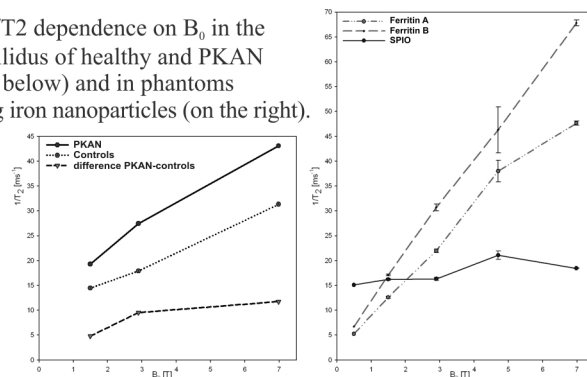 /T2 dependence on B₀ in the
llidus of healthy and PKAN
below) and in phantoms
g iron nanoparticles (on the right).
45
40
35
30
25
20
15
10
5
0
1/T₂ [ms⁻¹]
PKAN
Controls
difference PKAN-controls
0 1 2 3 4 5 6 7
B₀ [T]
70
65
60
55
50
45
40
35
30
25
20
15
10
5
0
1/T₂ [ms⁻¹]
Ferritin A
Ferritin B
SPIO
0 1 2 3 4 5 6 7
B₀ [T]